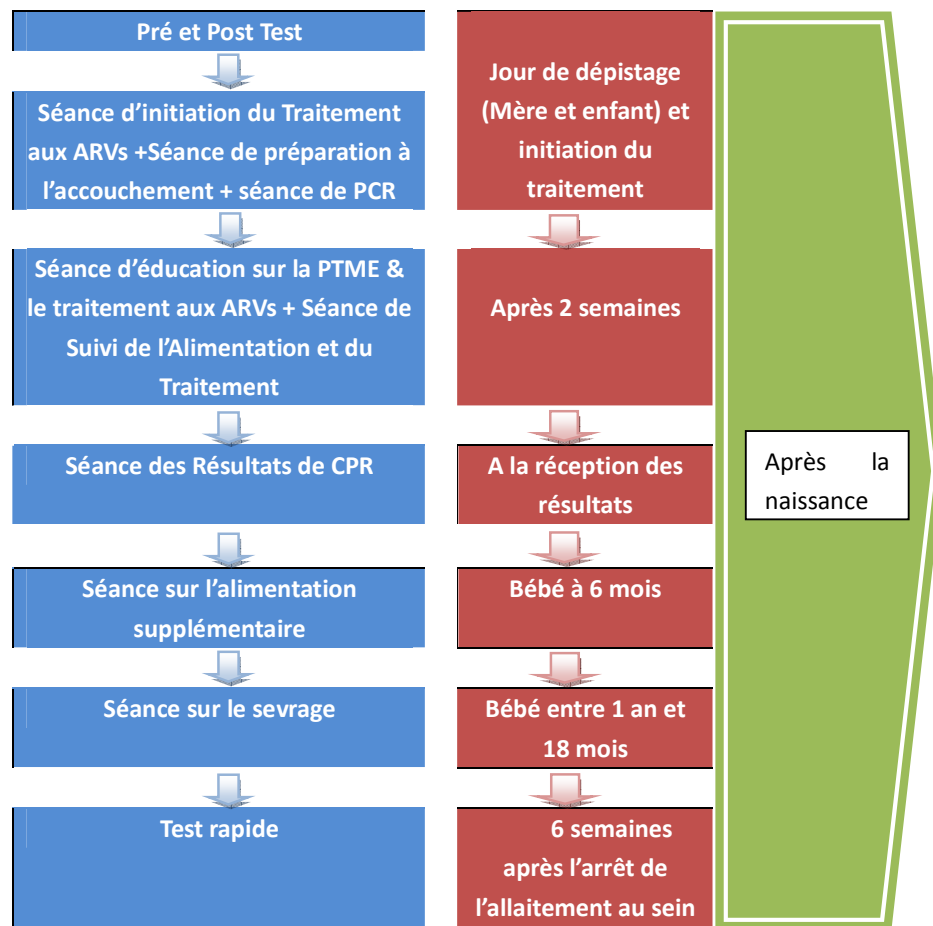 Pré et Post Test
Séance d'initiation du Traitement
aux ARVs +Séance de préparation à
l'accouchement + séance de PCR
Séance d'éducation sur la PTME &
le traitement aux ARVs + Séance de
Suivi de l'Alimentation et du
Traitement
Séance des Résultats de CPR
Séance sur l'alimentation
supplémentaire
Séance sur le sevrage
Test rapide
Jour de dépistage
(Mère et enfant) et
initiation du
traitement
Après 2 semaines
A la réception des
résultats
Bébé à 6 mois
Bébé entre 1 an et
18 mois
6 semaines
après l'arrêt de
l'allaitement au sein
Après la
naissance